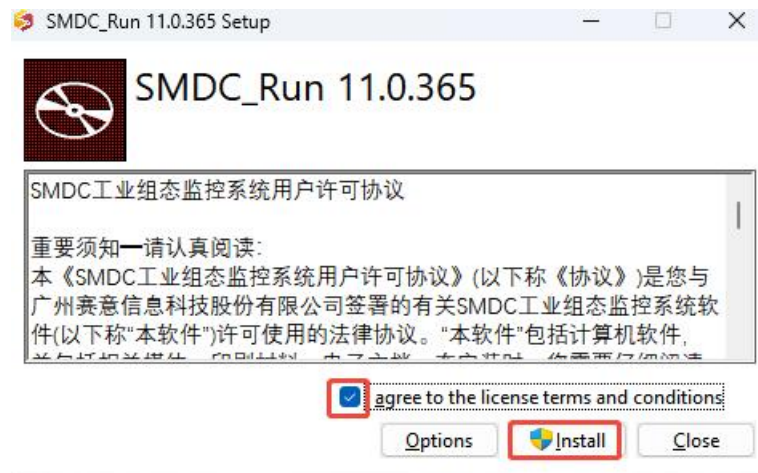 SMDC_Run 11.0.365 Setup
SMDC_Run 11.0.365
SMDC工业组态监控系统用户许可协议
重要须知━请认真阅读:
本《SMDC工业组态监控系统用户许可协议》(以下称《协议》)是您与
广州赛意信息科技股份有限公司签署的有关SMDC工业组态监控系统软
件(以下称“本软件”)许可使用的法律协议。“本软件”包括计算机软件,
agree to the license terms and conditions
Options
Install
Close